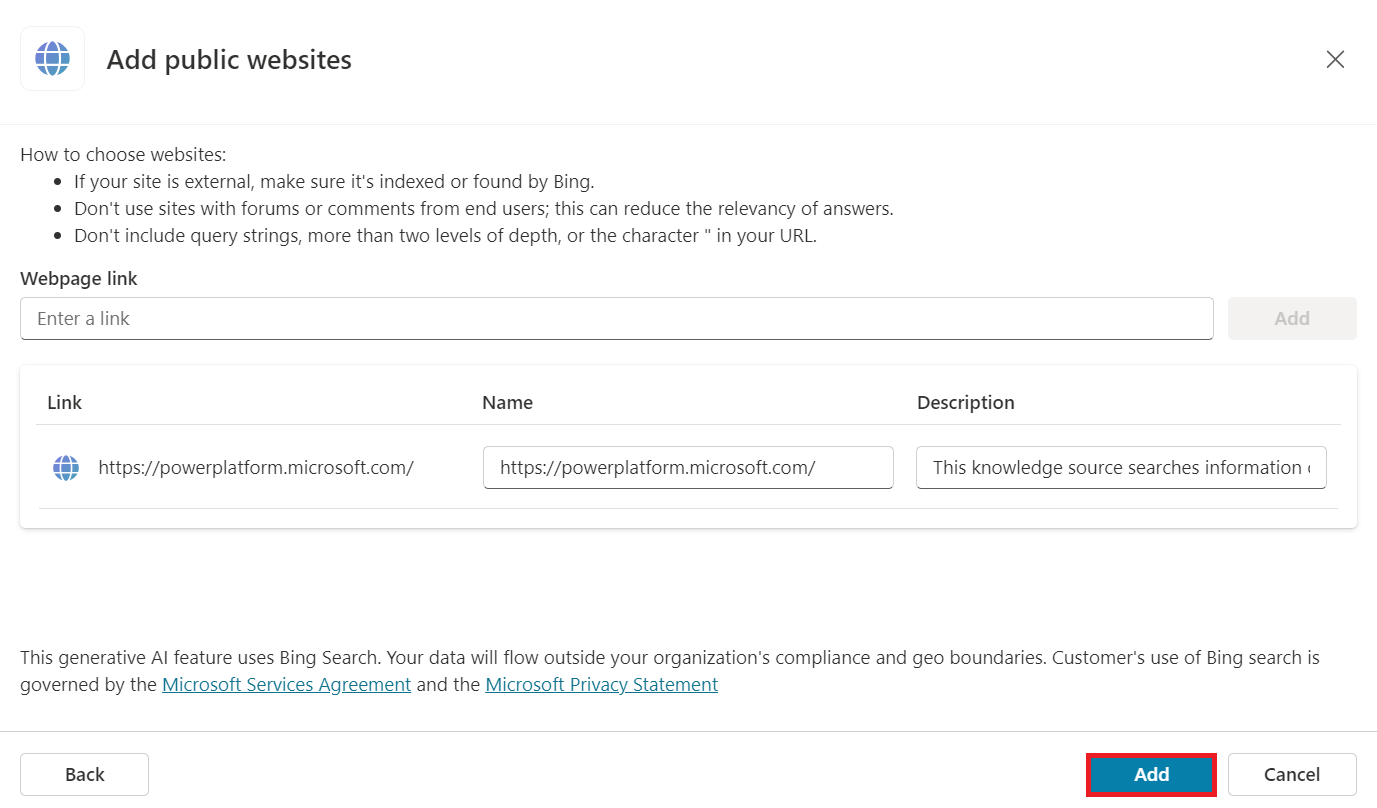 Add public websites
How to choose websites:
If your site is external, make sure it's indexed or found by Bing.
Don't use sites with forums or comments from end users; this can reduce the relevancy of answers.
Don't include query strings, more than two levels of depth, or the character " in your URL.
Webpage link
Enter a link Add
Link Name Description
https://powerplatform.microsoft.com/ https://powerplatform.microsoft.com/ This knowledge source searches information
This generative AI feature uses Bing Search. Your data will flow outside your organization's compliance and geo boundaries. Customer's use of Bing search is
governed by the Microsoft Services Agreement and the Microsoft Privacy Statement
Back Add Cancel